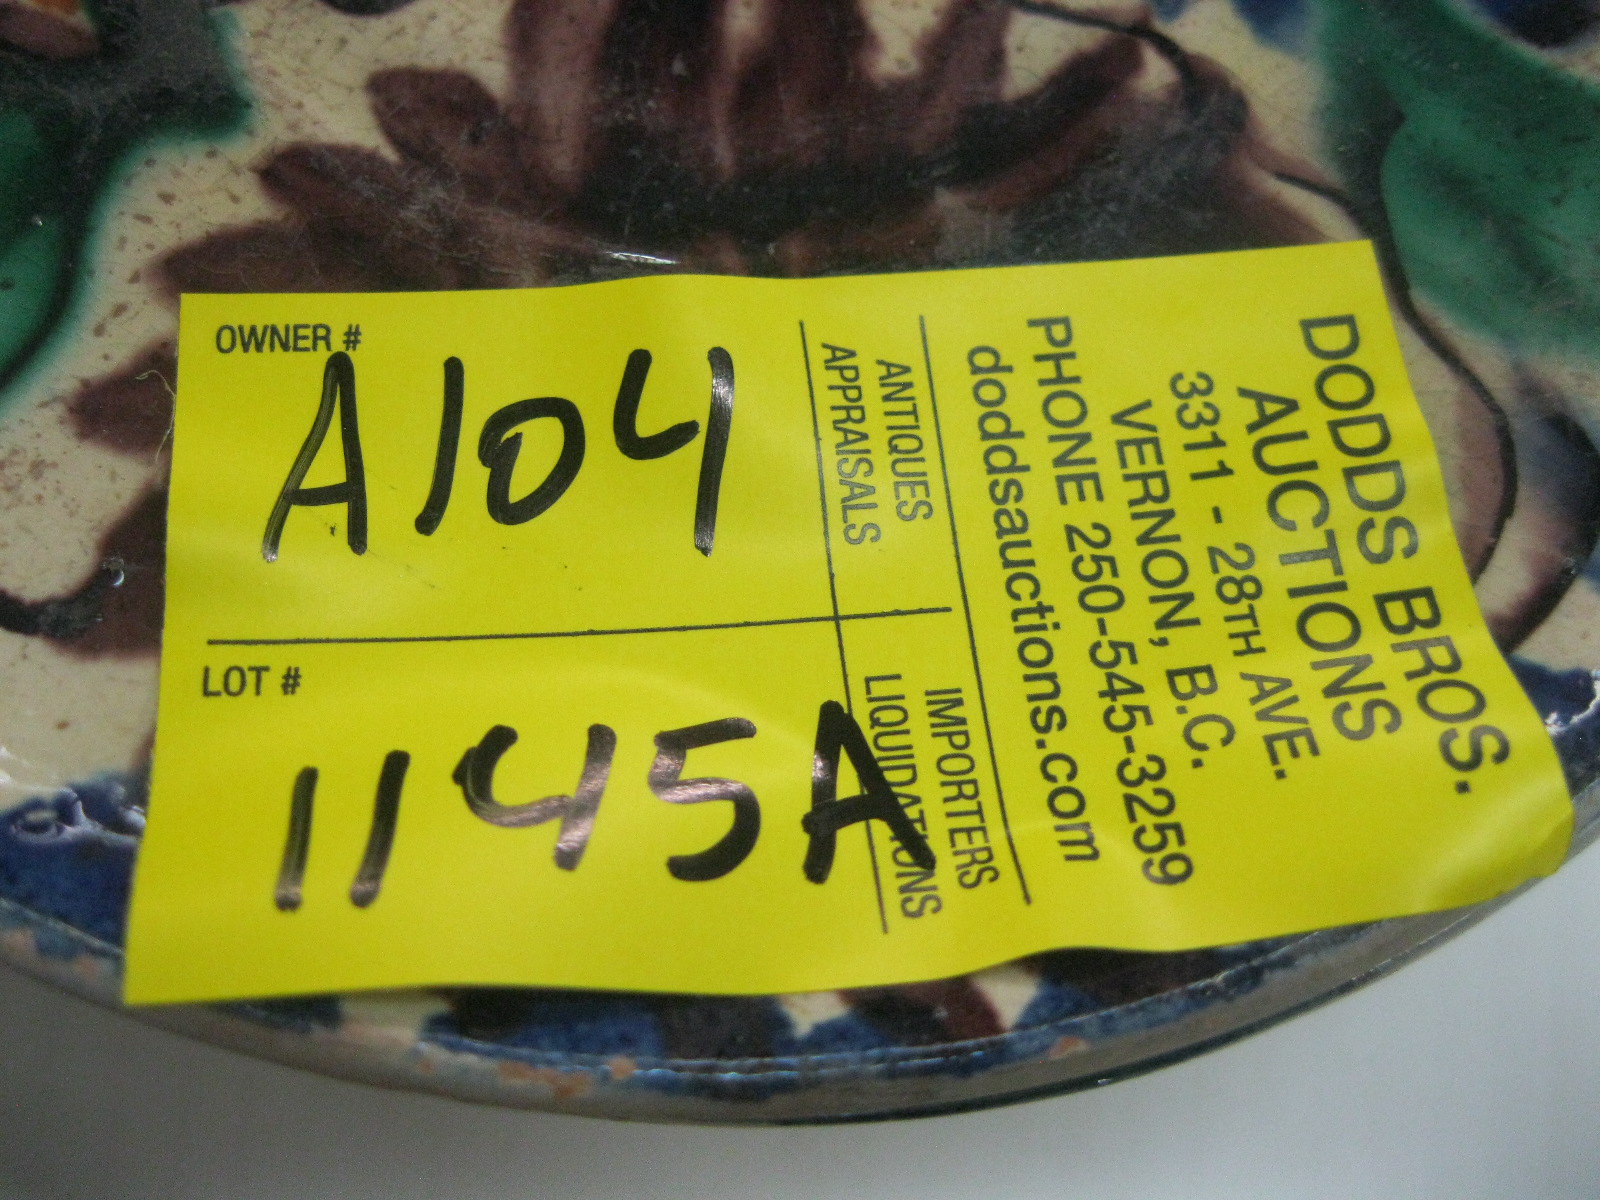 OWNER #
A104
LOT #
1145A
ANTIQUES
APPRAISALS
IMPORTERS
LIQUIDATIONS
DODDS BROS.
AUCTIONS
3311 - 28TH AVE.
VERNON, B.C.
PHONE 250-545-3259
doddsauctions.com